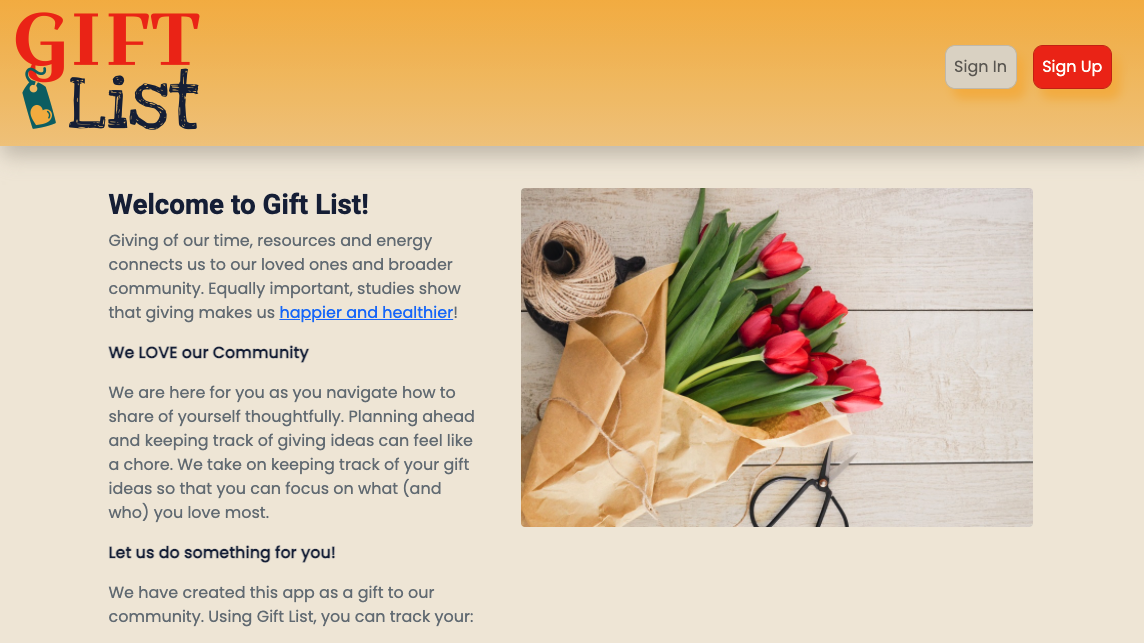 GIFT
List
Sign In
Sign Up
Welcome to Gift List!
Giving of our time, resources and energy
connects us to our loved ones and broader
community. Equally important, studies show
that giving makes us happier and healthier!
We LOVE our Community
We are here for you as you navigate how to
share of yourself thoughtfully. Planning ahead
and keeping track of giving ideas can feel like
a chore. We take on keeping track of your gift
ideas so that you can focus on what (and
who) you love most.
Let us do something for you!
We have created this app as a gift to our
community. Using Gift List, you can track your: